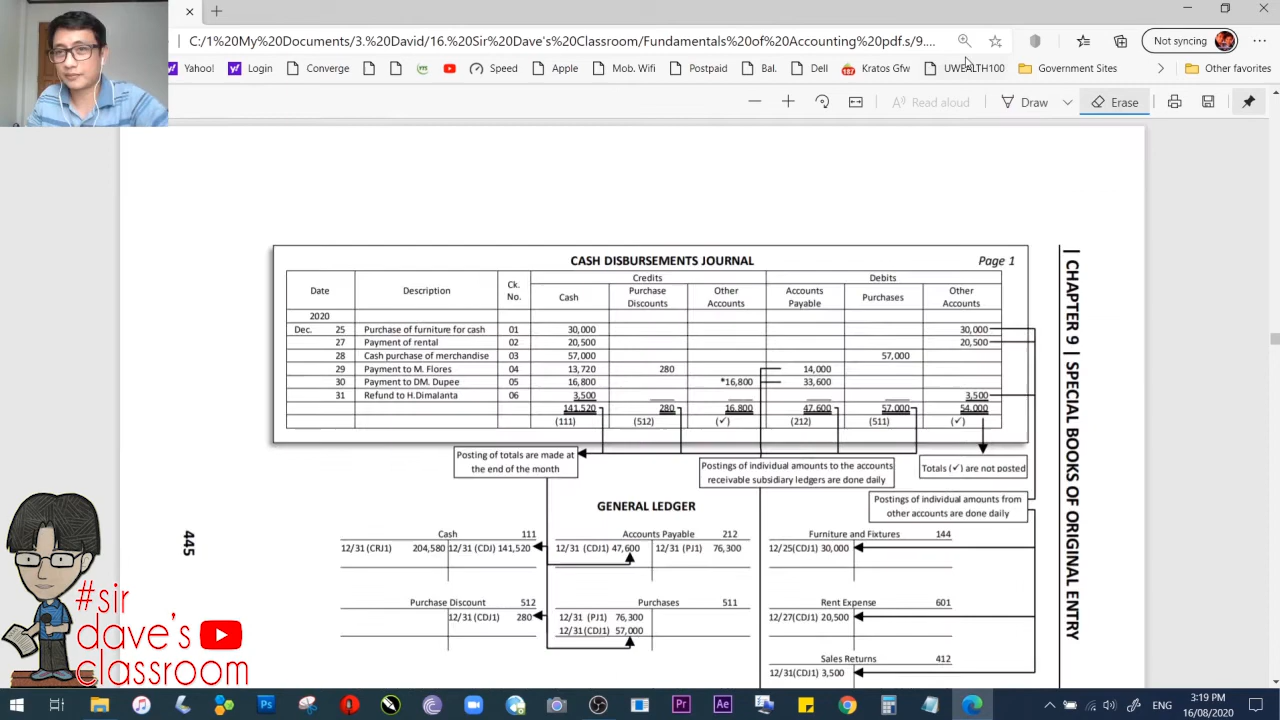 C:/1%20My%20Documents/3.%20David/16.%20Sir%20Dave's%20Classroom/Fundamentals%20of%20Accounting%20pdf.s/9....
Not syncing
Yahoo! Login Converge Speed Apple Mob. Wifi Postpaid Dell 187 Kratos Gfw UWEALTH100 Government Sites Other favorites
Read aloud Draw Erase
CASH DISBURSEMENTS JOURNAL Page 1
Credits Debits
Date Description Ck. No. Cash Purchase Discounts Other Accounts Accounts Payable Purchases Other Accounts
2020
Dec. 25 Purchase of furniture for cash 01 30,000 30,000
27 Payment of rental 02 20,500 20,500
28 Cash purchase of merchandise 03 57,000 57,000
29 Payment to M. Flores 04 13,720 280 14,000
30 Payment to DM. Dupee 05 16,800 *16,800 33,600
31 Refund to H.Dimalanta 06 3,500 3,500
141,520 280 16,800 47,600 57,000 54,000
(111) (512) (✓) (212) (511) (✓)
Posting of totals are made at
the end of the month
Postings of individual amounts to the accounts
receivable subsidiary ledgers are done daily
Totals (✓) are not posted
Postings of individual amounts from
other accounts are done daily
GENERAL LEDGER
Cash 111 Accounts Payable 212 Furniture and Fixtures 144
12/31 (CRJ1) 204,580 12/31 (CDJ) 141,520 12/31 (CDJ1) 47,600 12/31 (PJ1) 76,300 12/25(CDJ1) 30,000
Purchase Discount 512 Purchases 511 Rent Expense 601
12/31 (CDJ1) 280 12/31 (PJ1) 76,300 12/27(CDJ1) 20,500
12/31 (CDJ1) 57,000
Sales Returns 412
12/31(CDJ1) 3,500
| CHAPTER 9 | SPECIAL BOOKS OF ORIGINAL ENTRY
445
#sir
dave's
classroom
ENG
3:19 PM
16/08/2020